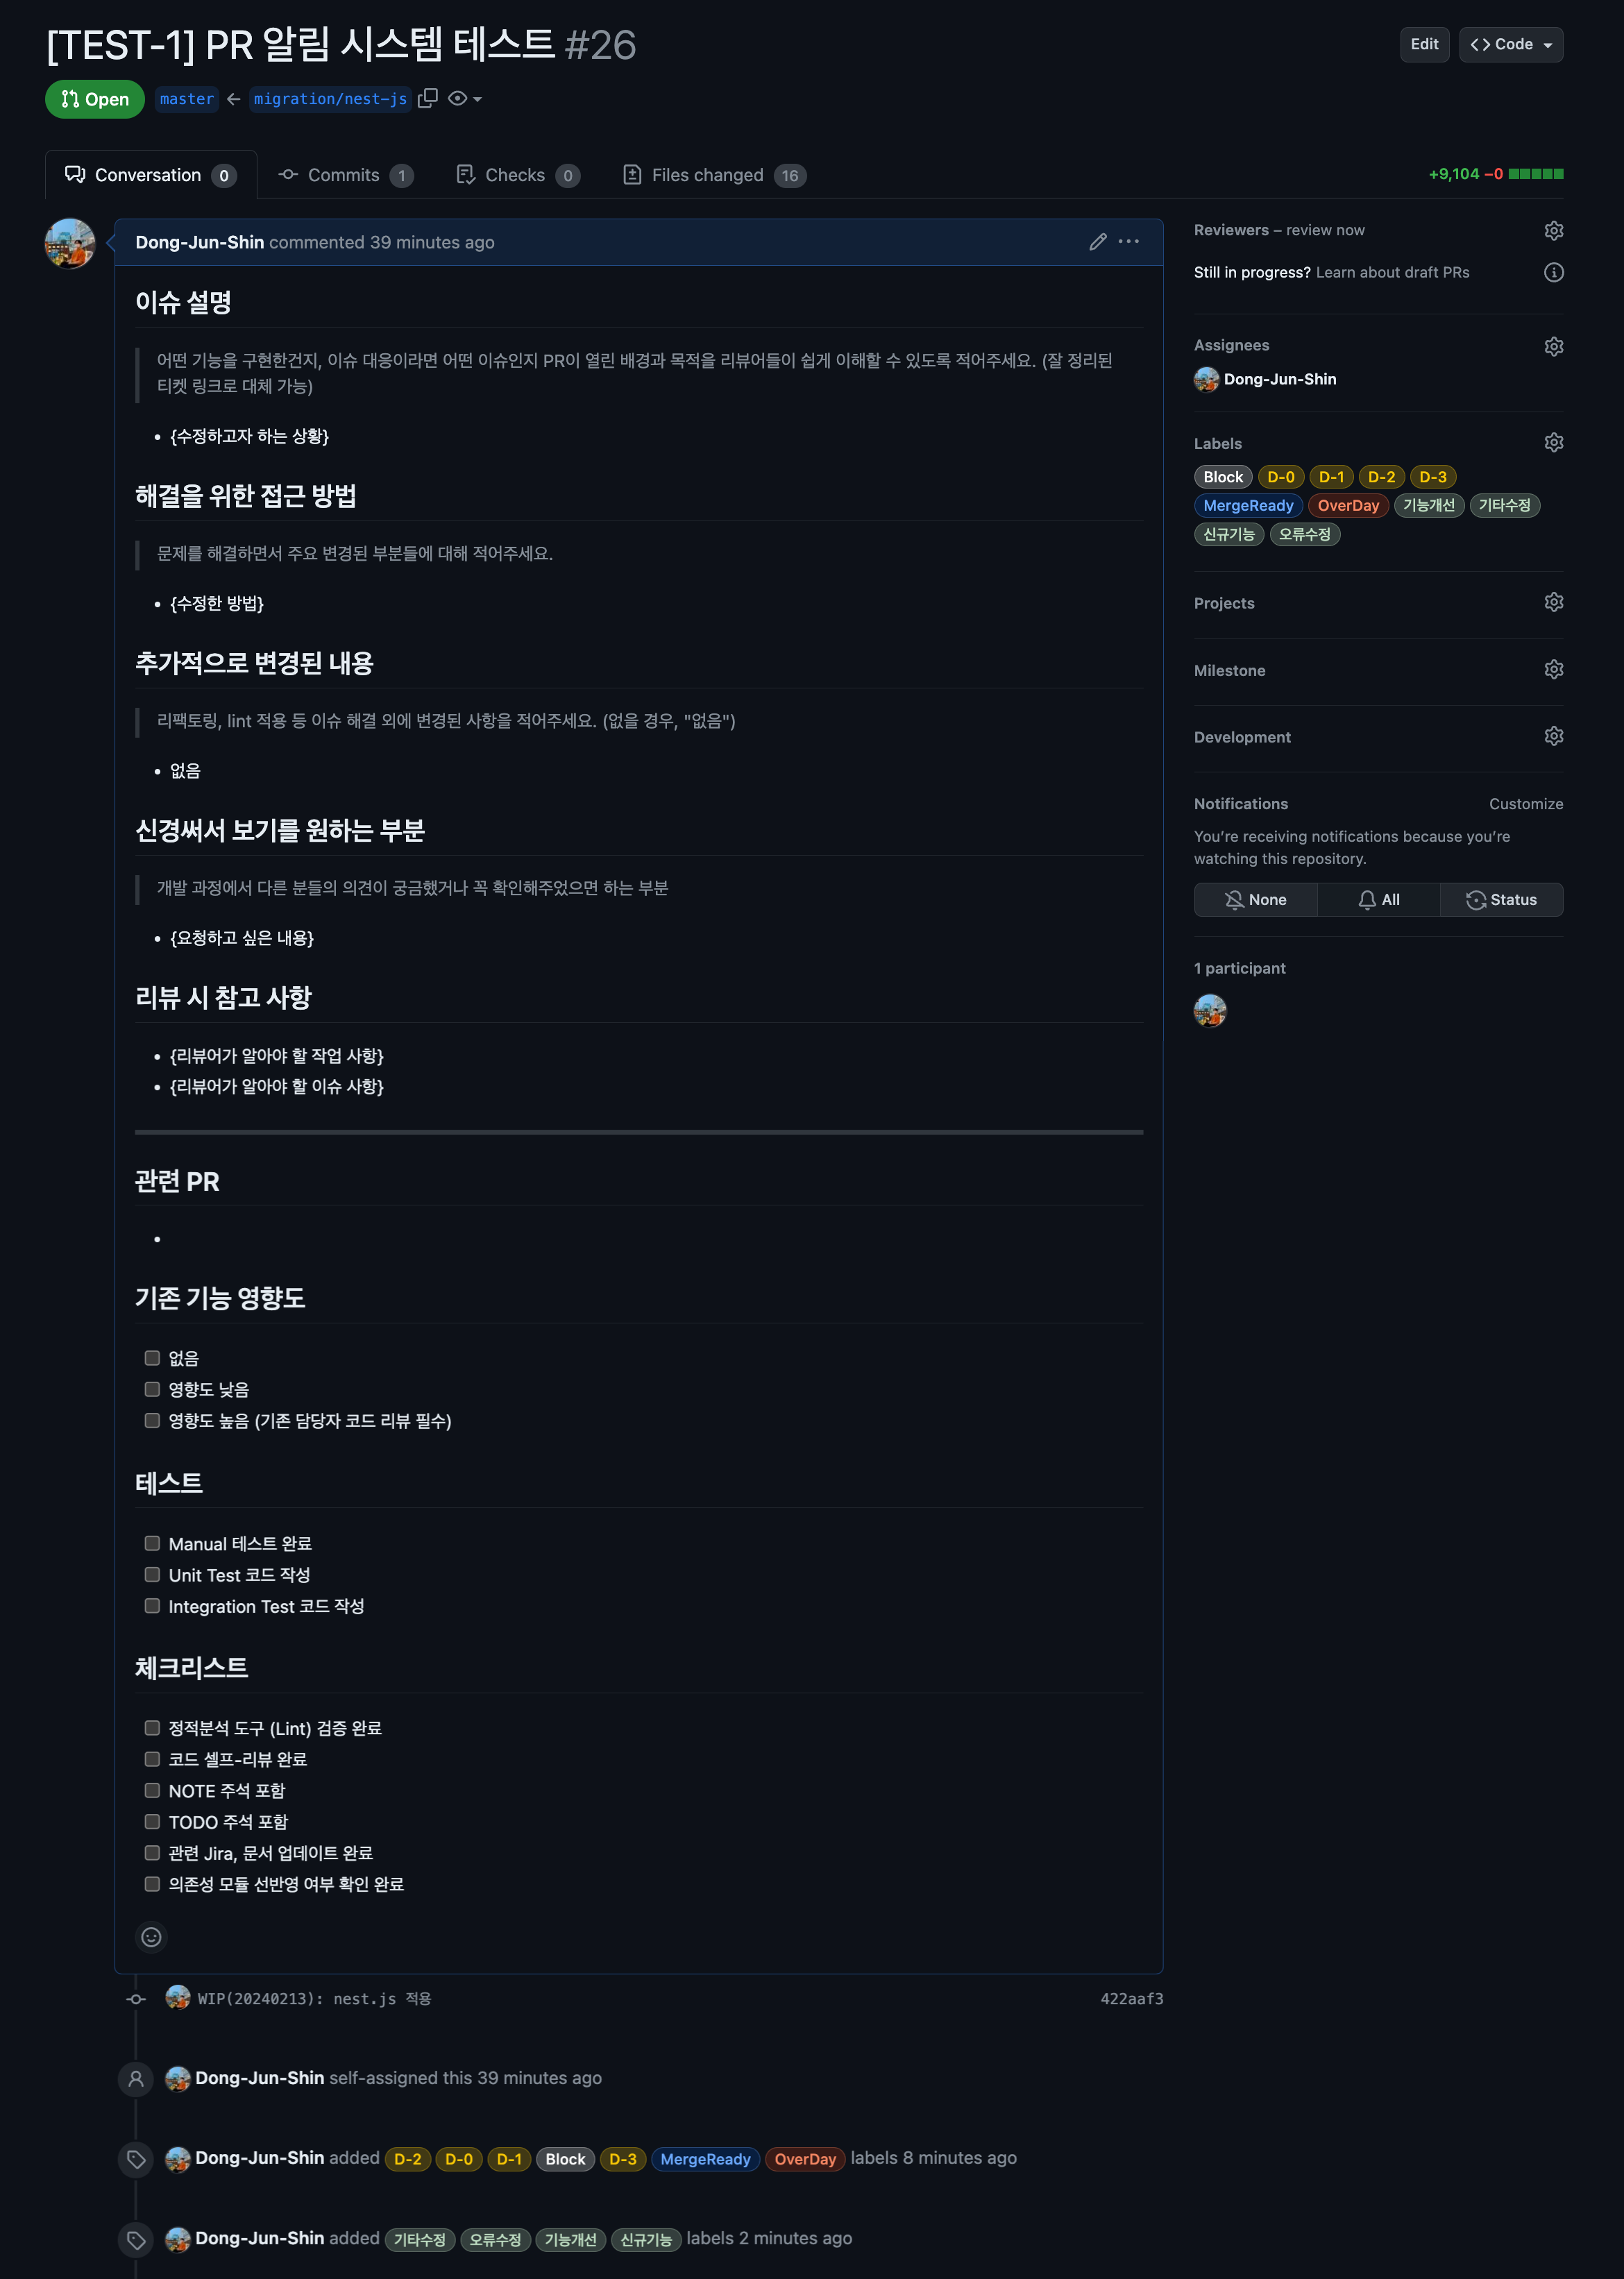 [TEST-1] PR 알림 시스템 테스트 #26
Edit
Code
Open
master ← migration/nest-js
Conversation 0
Commits 1
Checks 0
Files changed 16
+9,104 −0
Dong-Jun-Shin commented 39 minutes ago
이슈 설명
어떤 기능을 구현한건지, 이슈 대응이라면 어떤 이슈인지 PR이 열린 배경과 목적을 리뷰어들이 쉽게 이해할 수 있도록 적어주세요. (잘 정리된
티켓 링크로 대체 가능)
• {수정하고자 하는 상황}
해결을 위한 접근 방법
문제를 해결하면서 주요 변경된 부분들에 대해 적어주세요.
• {수정한 방법}
추가적으로 변경된 내용
리팩토링, lint 적용 등 이슈 해결 외에 변경된 사항을 적어주세요. (없을 경우, "없음")
• 없음
신경써서 보기를 원하는 부분
개발 과정에서 다른 분들의 의견이 궁금했거나 꼭 확인해주었으면 하는 부분
• {요청하고 싶은 내용}
리뷰 시 참고 사항
• {리뷰어가 알아야 할 작업 사항}
• {리뷰어가 알아야 할 이슈 사항}
관련 PR
•
기존 기능 영향도
없음
영향도 낮음
영향도 높음 (기존 담당자 코드 리뷰 필수)
테스트
Manual 테스트 완료
Unit Test 코드 작성
Integration Test 코드 작성
체크리스트
정적분석 도구 (Lint) 검증 완료
코드 셀프-리뷰 완료
NOTE 주석 포함
TODO 주석 포함
관련 Jira, 문서 업데이트 완료
의존성 모듈 선반영 여부 확인 완료
WIP(20240213): nest.js 적용 422aaf3
Dong-Jun-Shin self-assigned this 39 minutes ago
Dong-Jun-Shin added D-2 D-0 D-1 Block D-3 MergeReady OverDay labels 8 minutes ago
Dong-Jun-Shin added 기타수정 오류수정 기능개선 신규기능 labels 2 minutes ago
Reviewers – review now
Still in progress? Learn about draft PRs
Assignees
Dong-Jun-Shin
Labels
Block D-0 D-1 D-2 D-3
MergeReady OverDay 기능개선 기타수정
신규기능 오류수정
Projects
Milestone
Development
Notifications Customize
You're receiving notifications because you're
watching this repository.
None All Status
1 participant